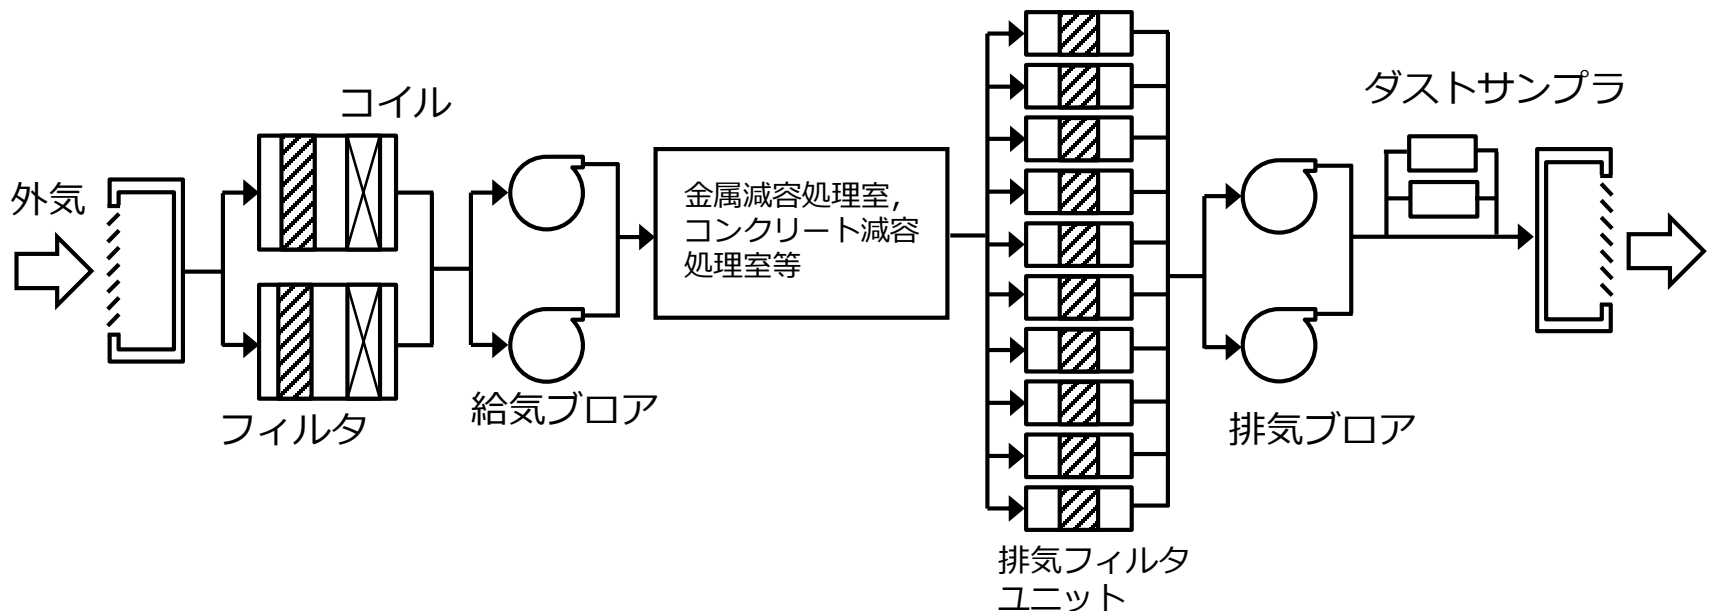 外気
コイル
フィルタ
給気ブロア
金属減容処理室，
コンクリート減容
処理室等
排気フィルタ
ユニット
排気ブロア
ダストサンプラ